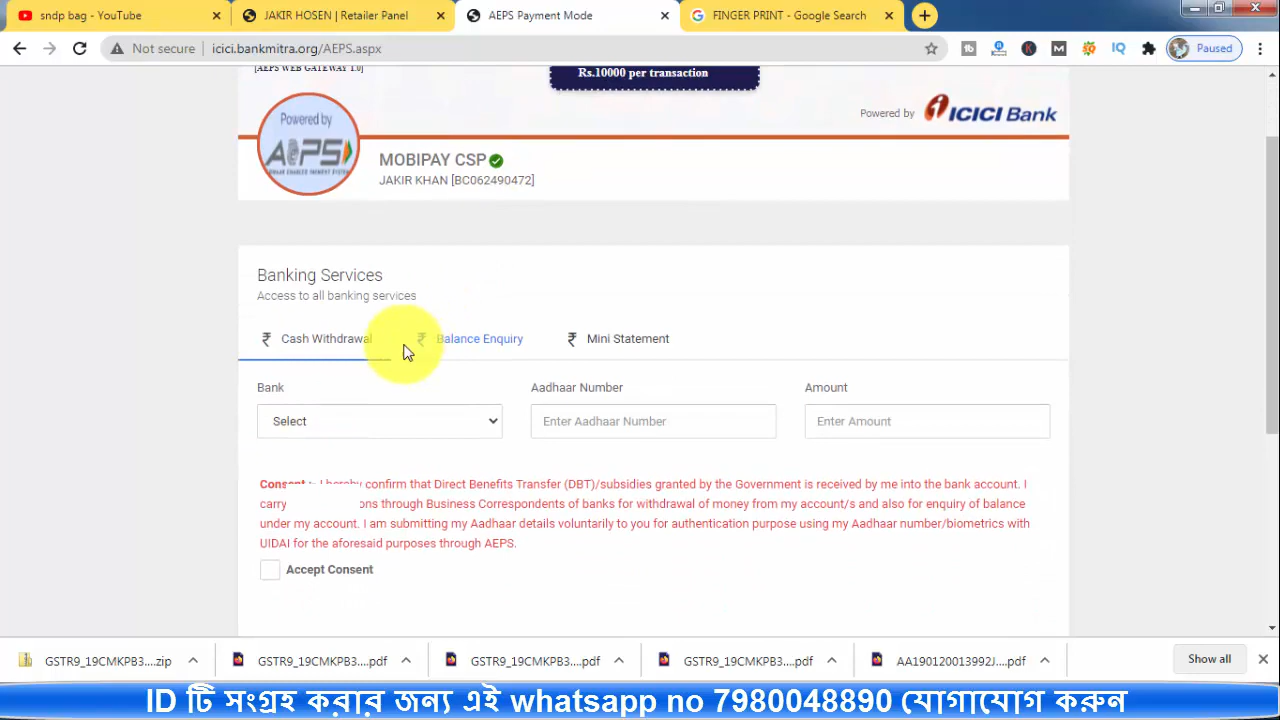 sndp bag - YouTube
JAKIR HOSEN | Retailer Panel
AEPS Payment Mode
FINGER PRINT - Google Search
Not secure
icici.bankmitra.org/AEPS.aspx
IQ
Paused
[AEPS WEB GATEWAY 1.0]
Rs.10000 per transaction
Powered by
AEPS
Powered by
ICICI Bank
MOBIPAY CSP
JAKIR KHAN [BC062490472]
Banking Services
Access to all banking services
₹ Cash Withdrawal
₹ Balance Enquiry
₹ Mini Statement
Bank
Aadhaar Number
Amount
Select
Enter Aadhaar Number
Enter Amount
Consent :- I hereby confirm that Direct Benefits Transfer (DBT)/subsidies granted by the Government is received by me into the bank account. I
carry ons through Business Correspondents of banks for withdrawal of money from my account/s and also for enquiry of balance
under my account. I am submitting my Aadhaar details voluntarily to you for authentication purpose using my Aadhaar number/biometrics with
UIDAI for the aforesaid purposes through AEPS.
Accept Consent
GSTR9_19CMKPB3....zip
GSTR9_19CMKPB3....pdf
GSTR9_19CMKPB3....pdf
GSTR9_19CMKPB3....pdf
AA190120013992J....pdf
Show all
ID টি সংগ্রহ করার জন্য এই whatsapp no 7980048890 যোগাযোগ করুন